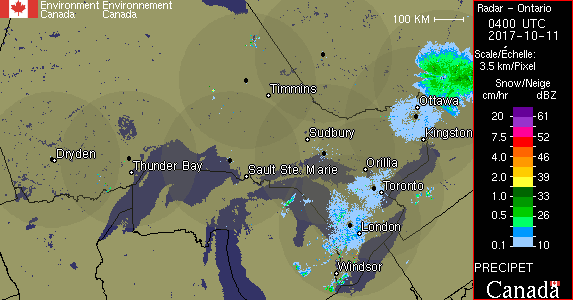 Environment Environnement
Canada Canada
100 KM
Timmins
Ottawa
Sudbury
Kingston
Dryden
Thunder Bay
Sault Ste. Marie
Orillia
Toronto
London
Windsor
Radar - Ontario
0400 UTC
2017-10-11
Scale/Échelle:
3.5 km/Pixel
Snow/Neige
cm/hr dBZ
20 61
7.5 52
4.0 46
2.0 39
1.0 33
0.5 26
0.1 10
PRECIPET
Canada